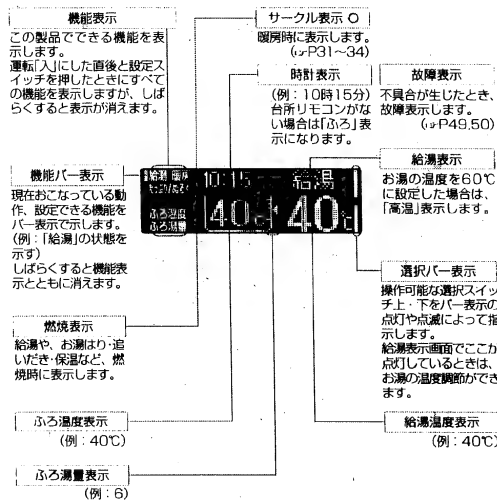 機能表示
この製品でできる機能を表
示します。
運転「入」にした直後と設定ス
イッチを押したときにすべて
の機能を表示しますが、しば
らくすると表示が消えます。
サークル表示 ○
暖房時に表示します。
(☞P31〜34)
時計表示
(例：10時15分)
台所リモコンがな
い場合は「ふろ」表
示になります。
故障表示
不具合が生じたとき、
故障表示します。
(☞P49,50)
給湯表示
お湯の温度を60℃
に設定した場合は、
「高温」表示します。
機能バー表示
現在おこなっている動
作、設定できる機能を
バー表示で示します。
(例：「給湯」の状態を
示す)
しばらくすると機能表
示とともに消えます。
給湯 暖房
10:15
給湯
ふろ温度
ふろ湯量
40
40℃
選択バー表示
操作可能な選択スイッ
チ上・下をバー表示の
点灯や点滅によって指
示します。
給湯表示画面でここが
点灯しているときは、
お湯の温度調節ができ
ます。
燃焼表示
給湯や、お湯はり・追
いだき・保温など、燃
焼時に表示します。
ふろ温度表示
(例：40℃)
給湯温度表示
(例：40℃)
ふろ湯量表示
(例：6)